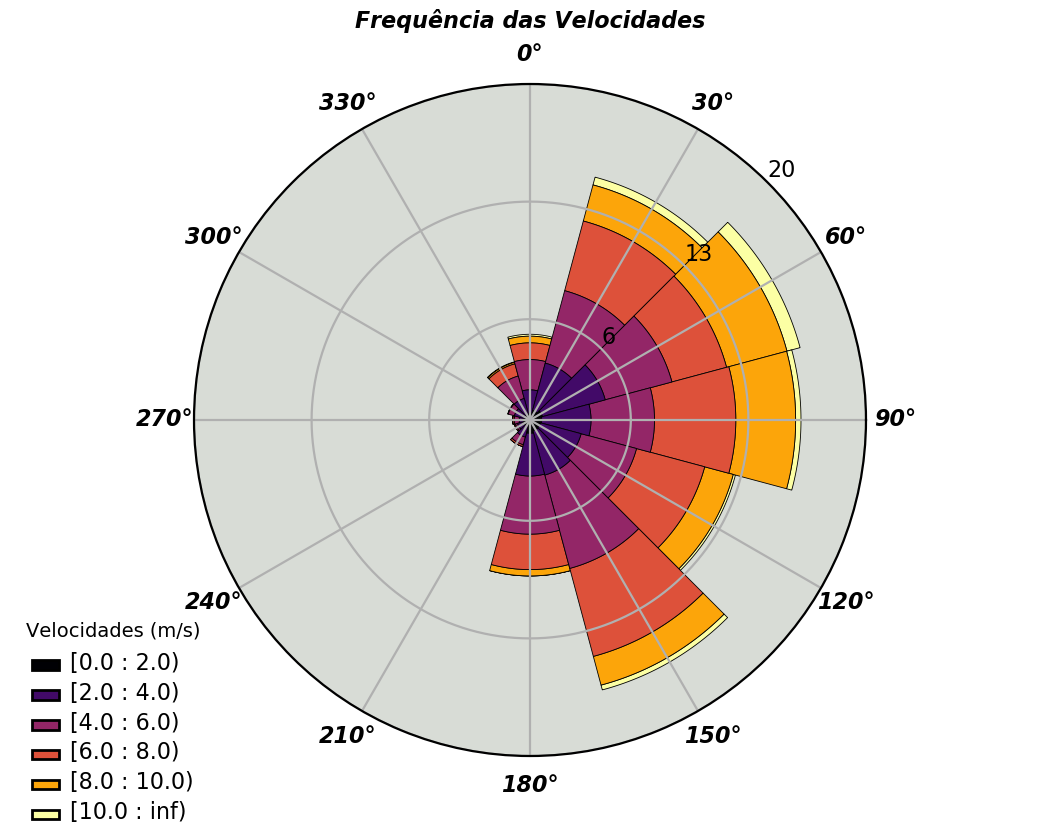 Frequência das Velocidades
0°
330°
30°
20
300°
60°
13
6
270°
90°
240°
120°
210°
150°
180°
Velocidades (m/s)
[0.0 : 2.0)
[2.0 : 4.0)
[4.0 : 6.0)
[6.0 : 8.0)
[8.0 : 10.0)
[10.0 : inf)